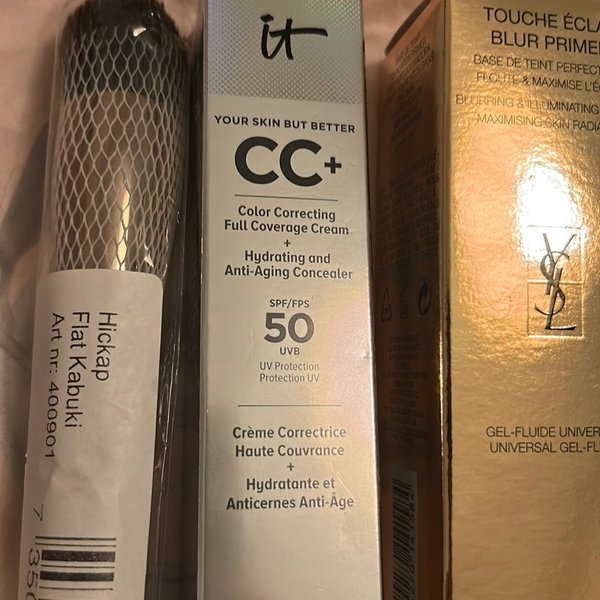 Hickap
Flat Kabuki
Art nr: 400901
it
YOUR SKIN BUT BETTER
CC+
Color Correcting
Full Coverage Cream
+
Hydrating and
Anti-Aging Concealer
SPF/FPS
50
UVB
UV Protection
Protection UV
Crème Correctrice
Haute Couvrance
+
Hydratante et
Anticernes Anti-Âge
TOUCHE ÉCLA
BLUR PRIMER
BASE DE TEINT PERFECT
FLOUTE & MAXIMISE L'É
BLURRING & ILLUMINATING
MAXIMISING SKIN RADIA
YSL
GEL-FLUIDE UNIVER
UNIVERSAL GEL-FL